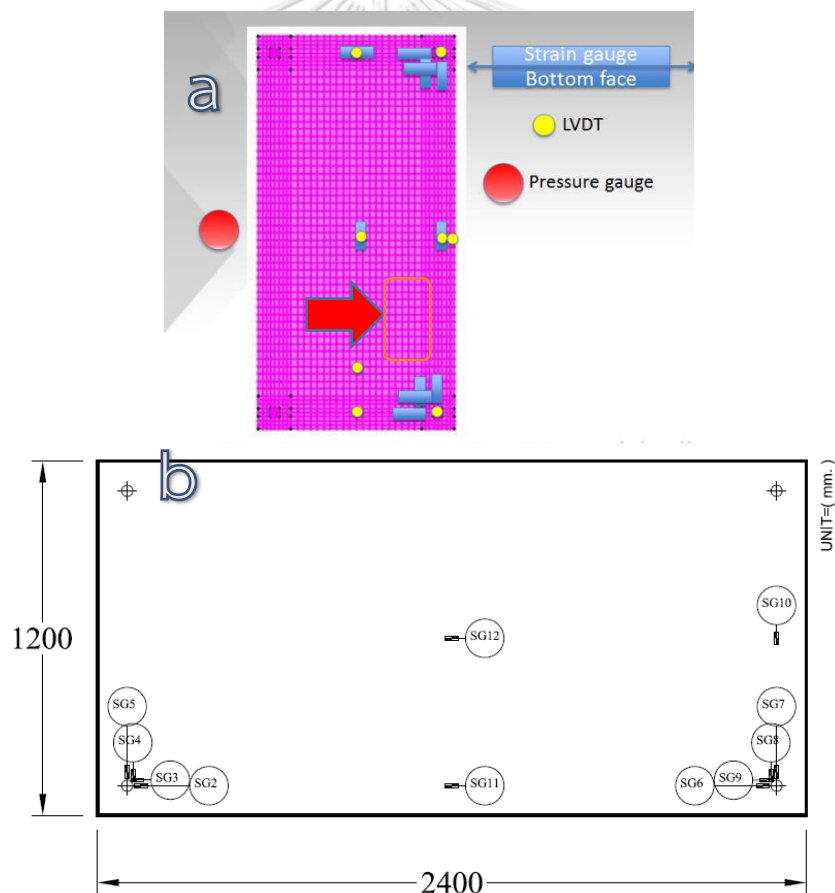 a
Strain gauge
Bottom face
LVDT
Pressure gauge
b
UNIT=( mm. )
1200
SG10
SG12
SG5
SG7
SG4
SG8
SG3
SG2
SG11
SG6
SG9
2400